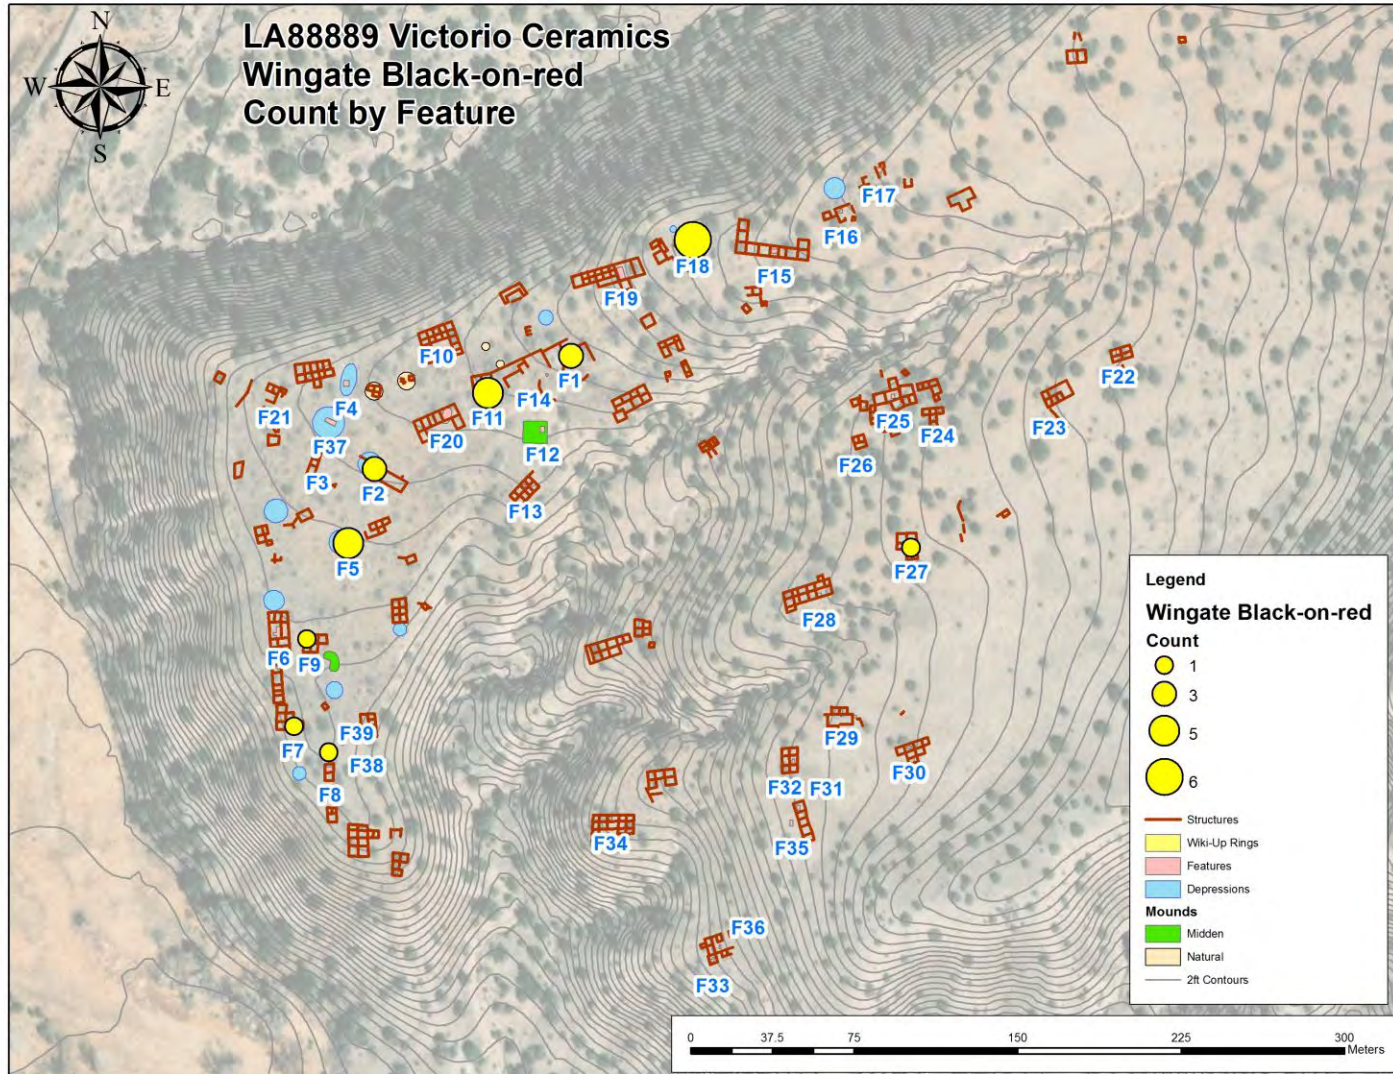 N
W E
S
LA88889 Victorio Ceramics
Wingate Black-on-red
Count by Feature
F17
F16
F18
F15
F19
F10
F1
F22
F21
F4
F11
F14
F20
F12
F25
F24
F23
F37
F26
F3
F2
F13
F5
F27
F28
F6
F9
F7
F39
F38
F8
F29
F30
F32
F31
F34
F35
F36
F33
Legend
Wingate Black-on-red
Count
1
3
5
6
Structures
Wiki-Up Rings
Features
Depressions
Mounds
Midden
Natural
2ft Contours
0 37.5 75 150 225 300
Meters